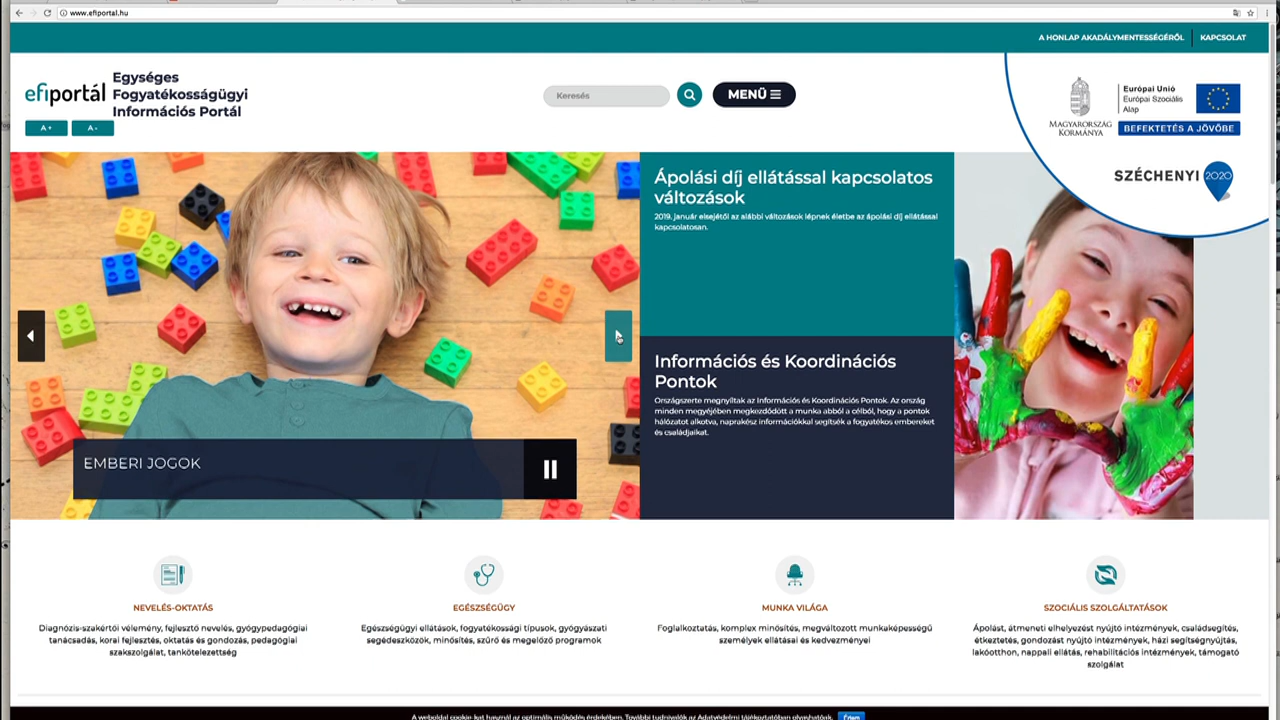 www.efiportal.hu
A HONLAP AKADÁLYMENTESSÉGÉRŐL
KAPCSOLAT
efiportál
Egységes
Fogyatékosságügyi
Információs Portál
A +
A -
Keresés
MENÜ
MAGYARORSZÁG
KORMÁNYA
Európai Unió
Európai Szociális
Alap
BEFEKTETÉS A JÖVŐBE
SZÉCHENYI 2020
Ápolási díj ellátással kapcsolatos
változások
2019. január elsejétől az alábbi változások lépnek életbe az ápolási díj ellátással
kapcsolatosan.
Információs és Koordinációs
Pontok
Országszerte megnyíltak az Információs és Koordinációs Pontok. Az ország
minden megyéjében megkezdődött a munka abból a célból, hogy a pontok
hálózatot alkotva, naprakész információkkal segítsék a fogyatékos embereket
és családjaikat.
EMBERI JOGOK
NEVELÉS-OKTATÁS
Diagnózis-szakértői vélemény, fejlesztő nevelés, gyógypedagógiai
tanácsadás, korai fejlesztés, oktatás és gondozás, pedagógiai
szakszolgálat, tankötelezettség
EGÉSZSÉGÜGY
Egészségügyi ellátások, fogyatékossági típusok, gyógyászati
segédeszközök, minősítés, szűrő és megelőző programok
MUNKA VILÁGA
Foglalkoztatás, komplex minősítés, megváltozott munkaképességű
személyek ellátásai és kedvezményei
SZOCIÁLIS SZOLGÁLTATÁSOK
Ápolást, átmeneti elhelyezést nyújtó intézmények, családsegítés,
étkeztetés, gondozást nyújtó intézmények, házi segítségnyújtás,
lakóotthon, nappali ellátás, rehabilitációs intézmények, támogató
szolgálat
A weboldal cookie-kat használ az optimális működés érdekében. További tudnivalók az Adatvédelmi tájékoztatóban olvashatóak.
Értem